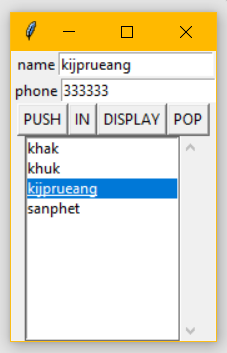 name kijprueang
phone 333333
PUSH IN DISPLAY POP
khak
khuk
kijprueang
sanphet